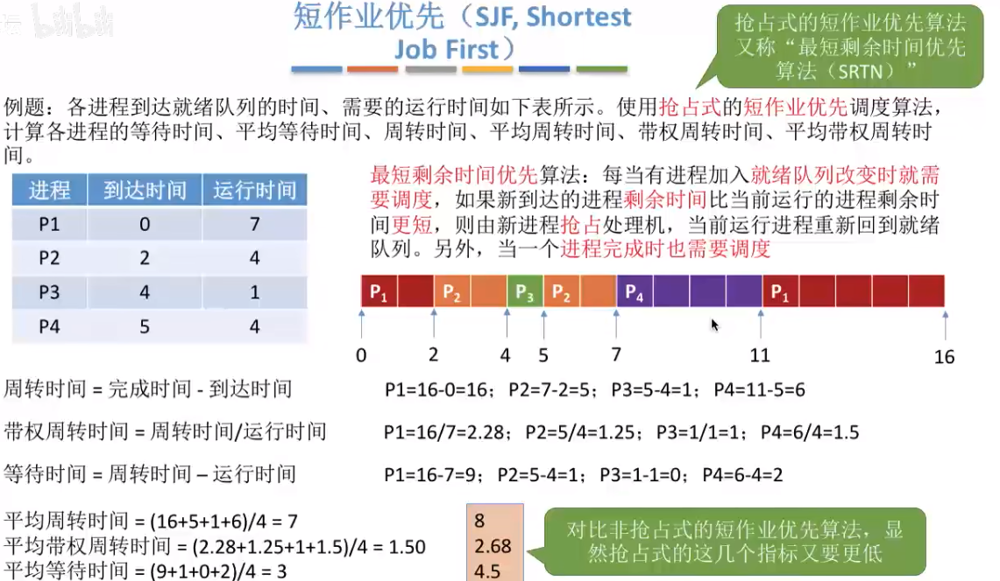 bilibili
短作业优先（SJF, Shortest
Job First）
抢占式的短作业优先算法
又称“最短剩余时间优先
算法（SRTN）”
例题：各进程到达就绪队列的时间、需要的运行时间如下表所示。使用抢占式的短作业优先调度算法，
计算各进程的等待时间、平均等待时间、周转时间、平均周转时间、带权周转时间、平均带权周转时
间。
进程 到达时间 运行时间
P1 0 7
P2 2 4
P3 4 1
P4 5 4
最短剩余时间优先算法：每当有进程加入就绪队列改变时就需
要调度，如果新到达的进程剩余时间比当前运行的进程剩余时
间更短，则由新进程抢占处理机，当前运行进程重新回到就绪
队列。另外，当一个进程完成时也需要调度
P1 P2 P3 P2 P4 P1
0 2 4 5 7 11 16
周转时间 = 完成时间 - 到达时间 P1=16-0=16；P2=7-2=5；P3=5-4=1；P4=11-5=6
带权周转时间 = 周转时间/运行时间 P1=16/7=2.28；P2=5/4=1.25；P3=1/1=1；P4=6/4=1.5
等待时间 = 周转时间 – 运行时间 P1=16-7=9；P2=5-4=1；P3=1-1=0；P4=6-4=2
平均周转时间 = (16+5+1+6)/4 = 7 8
平均带权周转时间 = (2.28+1.25+1+1.5)/4 = 1.50 2.68
平均等待时间 = (9+1+0+2)/4 = 3 4.5
对比非抢占式的短作业优先算法，显
然抢占式的这几个指标又要更低